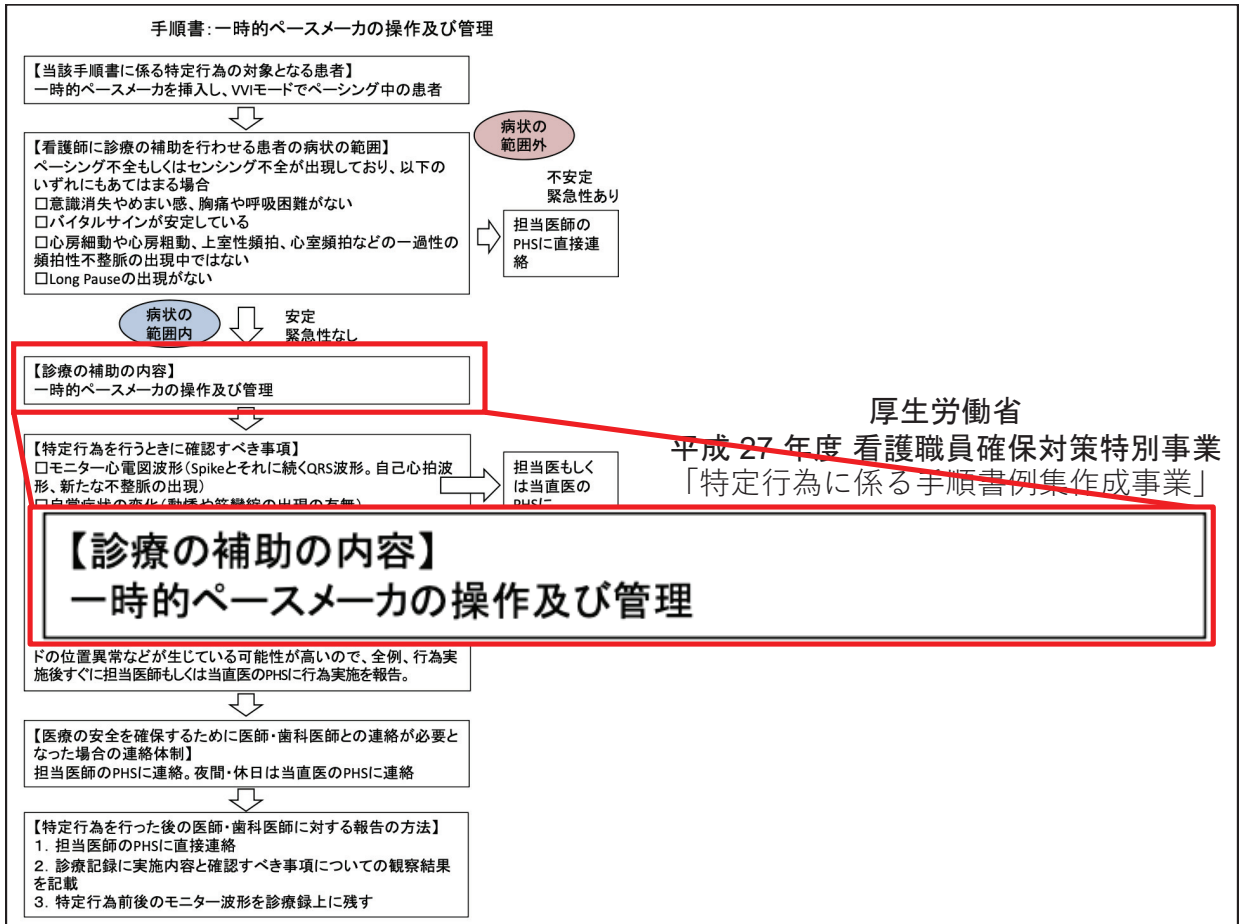 手順書：一時的ペースメーカの操作及び管理
【当該手順書に係る特定行為の対象となる患者】
一時的ペースメーカを挿入し、VVIモードでペーシング中の患者
病状の
範囲外
【看護師に診療の補助を行わせる患者の病状の範囲】
ペーシング不全もしくはセンシング不全が出現しており、以下の
いずれにもあてはまる場合
□意識消失やめまい感、胸痛や呼吸困難がない
□バイタルサインが安定している
□心房細動や心房粗動、上室性頻拍、心室頻拍などの一過性の
頻拍性不整脈の出現中ではない
□Long Pauseの出現がない
不安定
緊急性あり
担当医師の
PHSに直接連
絡
病状の
範囲内
安定
緊急性なし
【診療の補助の内容】
一時的ペースメーカの操作及び管理
厚生労働省
平成 27 年度 看護職員確保対策特別事業
「特定行為に係る手順書例集作成事業」
【特定行為を行うときに確認すべき事項】
□モニター心電図波形（Spikeとそれに続くQRS波形。自己心拍波
形、新たな不整脈の出現）
□自覚症状の変化（動悸や筋攣縮の出現の有無）
担当医もしく
は当直医の
PHSに
【診療の補助の内容】
一時的ペースメーカの操作及び管理
ドの位置異常などが生じている可能性が高いので、全例、行為実
施後すぐに担当医師もしくは当直医のPHSに行為実施を報告。
【医療の安全を確保するために医師・歯科医師との連絡が必要と
なった場合の連絡体制】
担当医師のPHSに連絡。夜間・休日は当直医のPHSに連絡
【特定行為を行った後の医師・歯科医師に対する報告の方法】
1．担当医師のPHSに直接連絡
2．診療記録に実施内容と確認すべき事項についての観察結果
を記載
3．特定行為前後のモニター波形を診療録上に残す